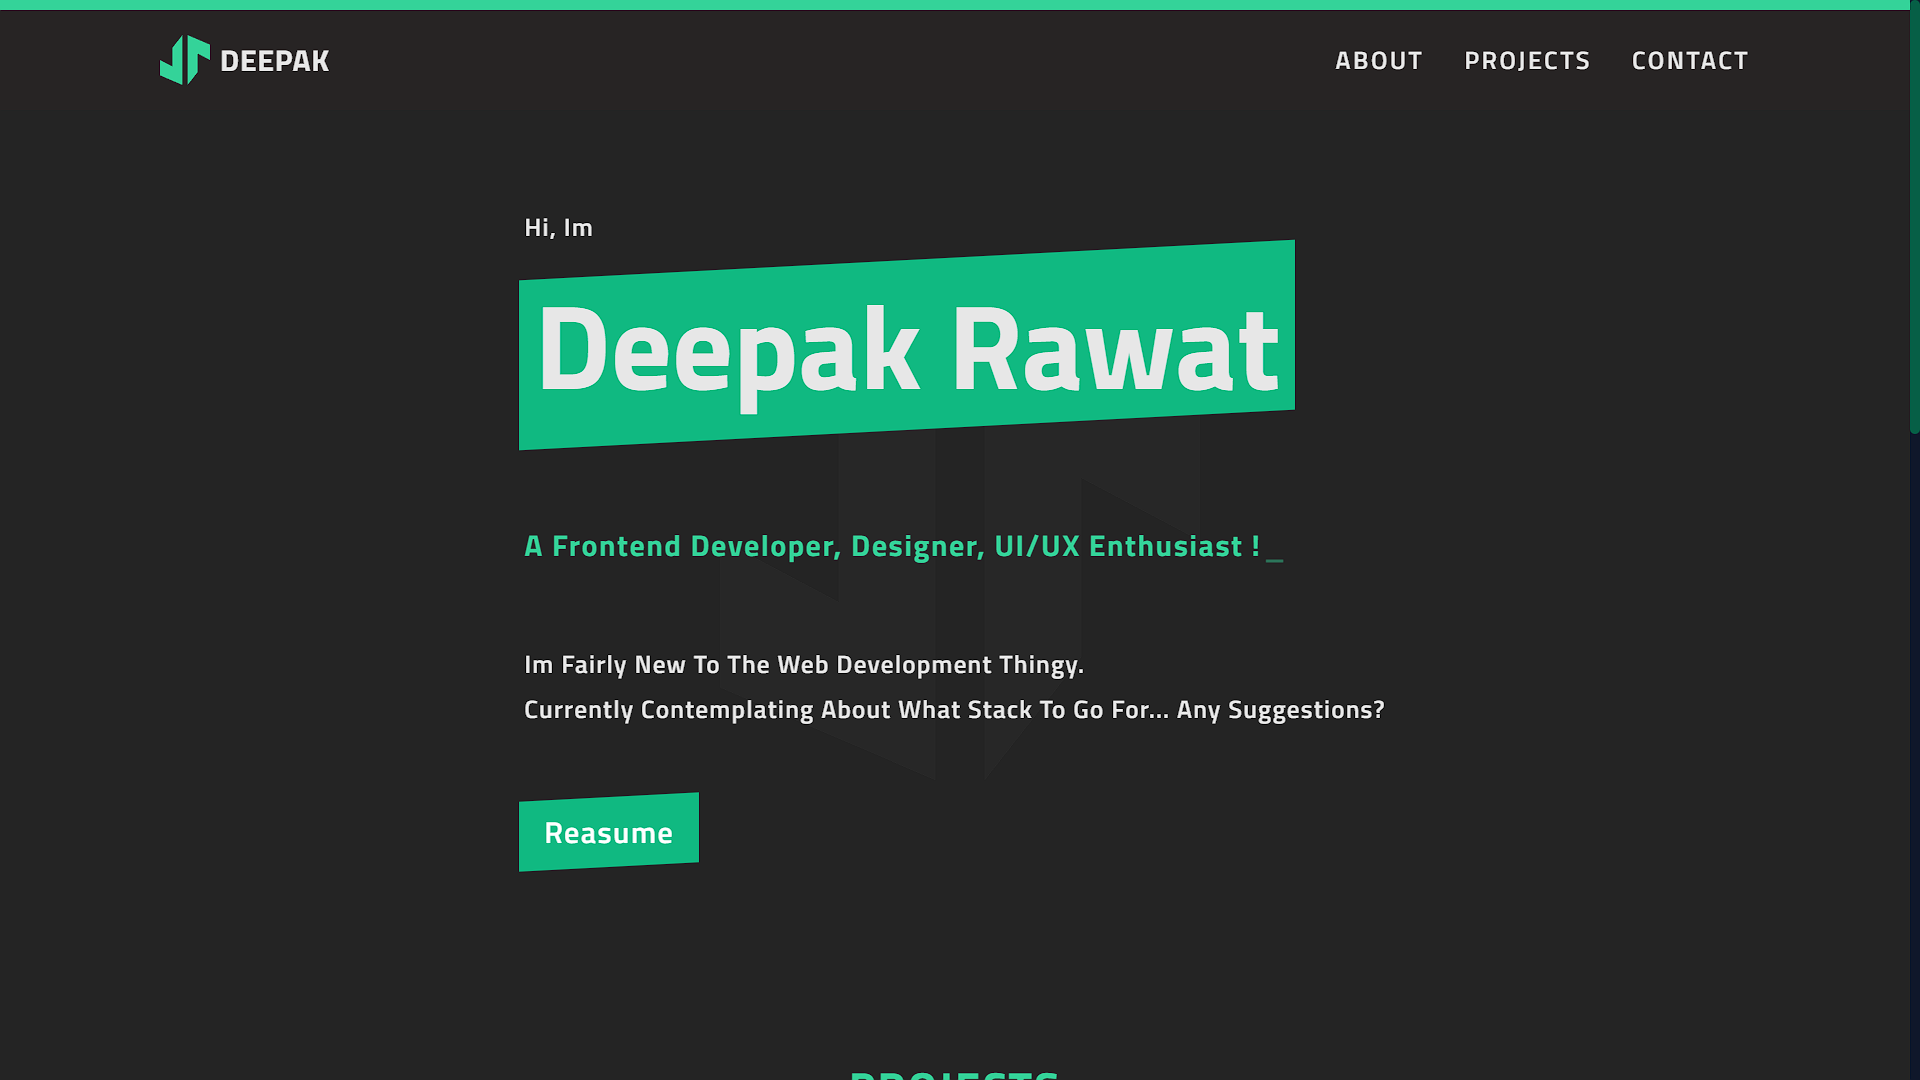 DEEPAK
ABOUT PROJECTS CONTACT
Hi, Im
Deepak Rawat
A Frontend Developer, Designer, UI/UX Enthusiast !_
Im Fairly New To The Web Development Thingy.
Currently Contemplating About What Stack To Go For... Any Suggestions?
Reasume
PROJECTS